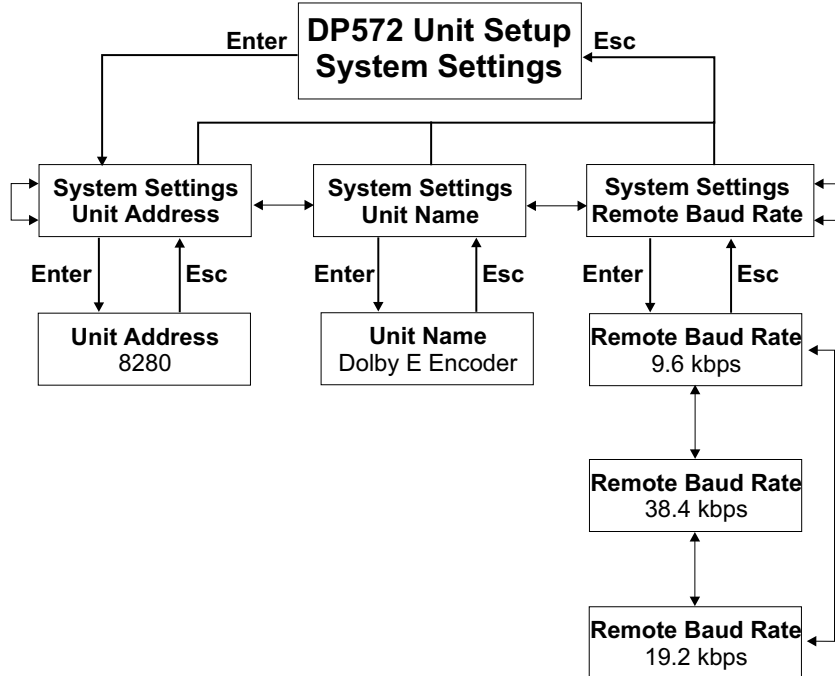 DP572 Unit Setup
System Settings
Enter
Esc
System Settings
Unit Address
System Settings
Unit Name
System Settings
Remote Baud Rate
Enter
Esc
Enter
Esc
Enter
Esc
Unit Address
8280
Unit Name
Dolby E Encoder
Remote Baud Rate
9.6 kbps
Remote Baud Rate
38.4 kbps
Remote Baud Rate
19.2 kbps